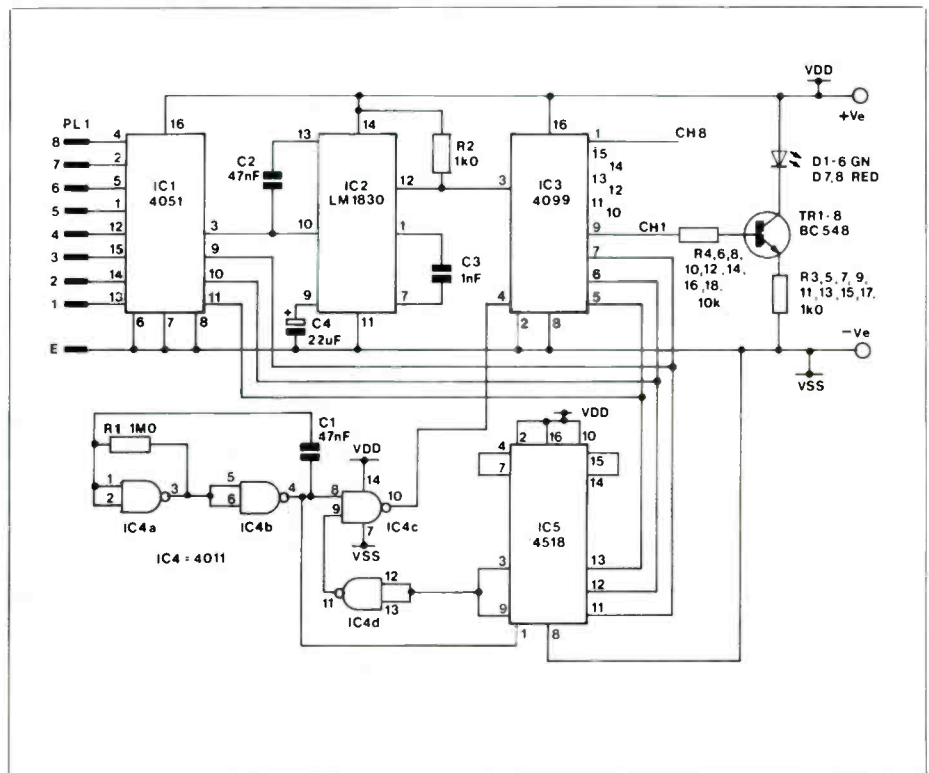 VDD
+Ve
PL1
8
7
6
5
4
3
2
1
E
4
2
5
1
12
15
14
13
16
IC1
4051
3
9
10
11
6
7
8
C2
47nF
13
14
IC2
LM1830
10
12
1
7
9
11
+
C4
22uF
R2
1k0
C3
1nF
16
IC3
4099
3
4
2
8
1
15
14
13
12
11
10
9
7
6
5
CH8
CH1
D1-6 GN
D7,8 RED
TR1-8
BC548
R4,6,8,
10,12,14,
16,18,
10k
R3,5,7,9,
11,13,15,17,
1k0
-Ve
VSS
R1 1M0
C1
47nF
1
2
3
IC4a
5
6
4
IC4b
IC4 = 4011
VDD
14
8
9
10
7
IC4c
VSS
11
12
13
IC4d
VDD
2
16
10
4
7
15
14
IC5
4518
3
9
13
12
11
1
8